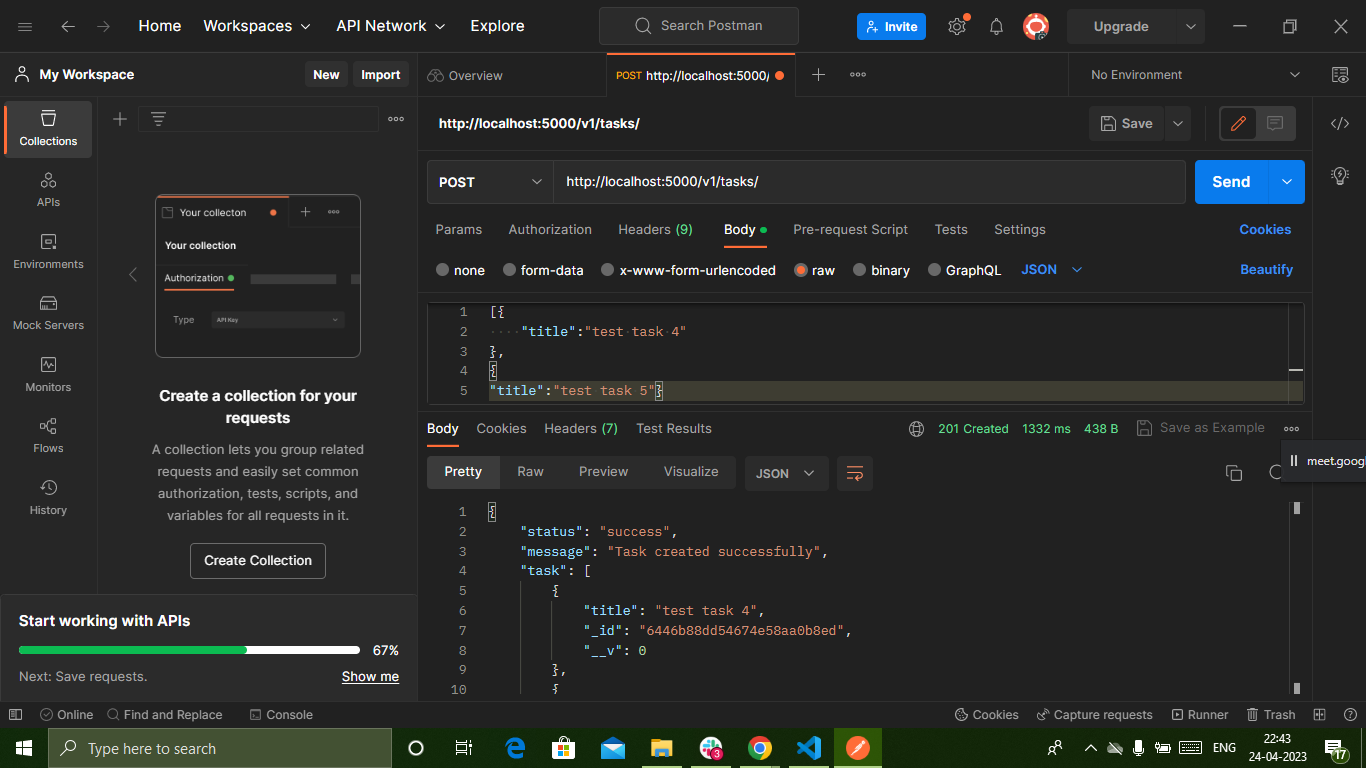 Home
Workspaces
API Network
Explore
Search Postman
Invite
Upgrade
My Workspace
New
Import
Overview
POST http://localhost:5000/
No Environment
Collections
APIs
Environments
Mock Servers
Monitors
Flows
History
Your collecton
Your collection
Authorization
Type
API Key
Create a collection for your
requests
A collection lets you group related
requests and easily set common
authorization, tests, scripts, and
variables for all requests in it.
Create Collection
Start working with APIs
67%
Next: Save requests.
Show me
http://localhost:5000/v1/tasks/
Save
POST
http://localhost:5000/v1/tasks/
Send
Params
Authorization
Headers (9)
Body
Pre-request Script
Tests
Settings
Cookies
none
form-data
x-www-form-urlencoded
raw
binary
GraphQL
JSON
Beautify
1 [{
2 ····"title":"test·task·4"
3 },
4 {
5 "title":"test task 5"}
Body
Cookies
Headers (7)
Test Results
201 Created
1332 ms
438 B
Save as Example
meet.googl
Pretty
Raw
Preview
Visualize
JSON
1 {
2 "status": "success",
3 "message": "Task created successfully",
4 "task": [
5 {
6 "title": "test task 4",
7 "_id": "6446b88dd54674e58aa0b8ed",
8 "__v": 0
9 },
10 {
Online
Find and Replace
Console
Cookies
Capture requests
Runner
Trash
Type here to search
3
ENG
22:43
24-04-2023
17